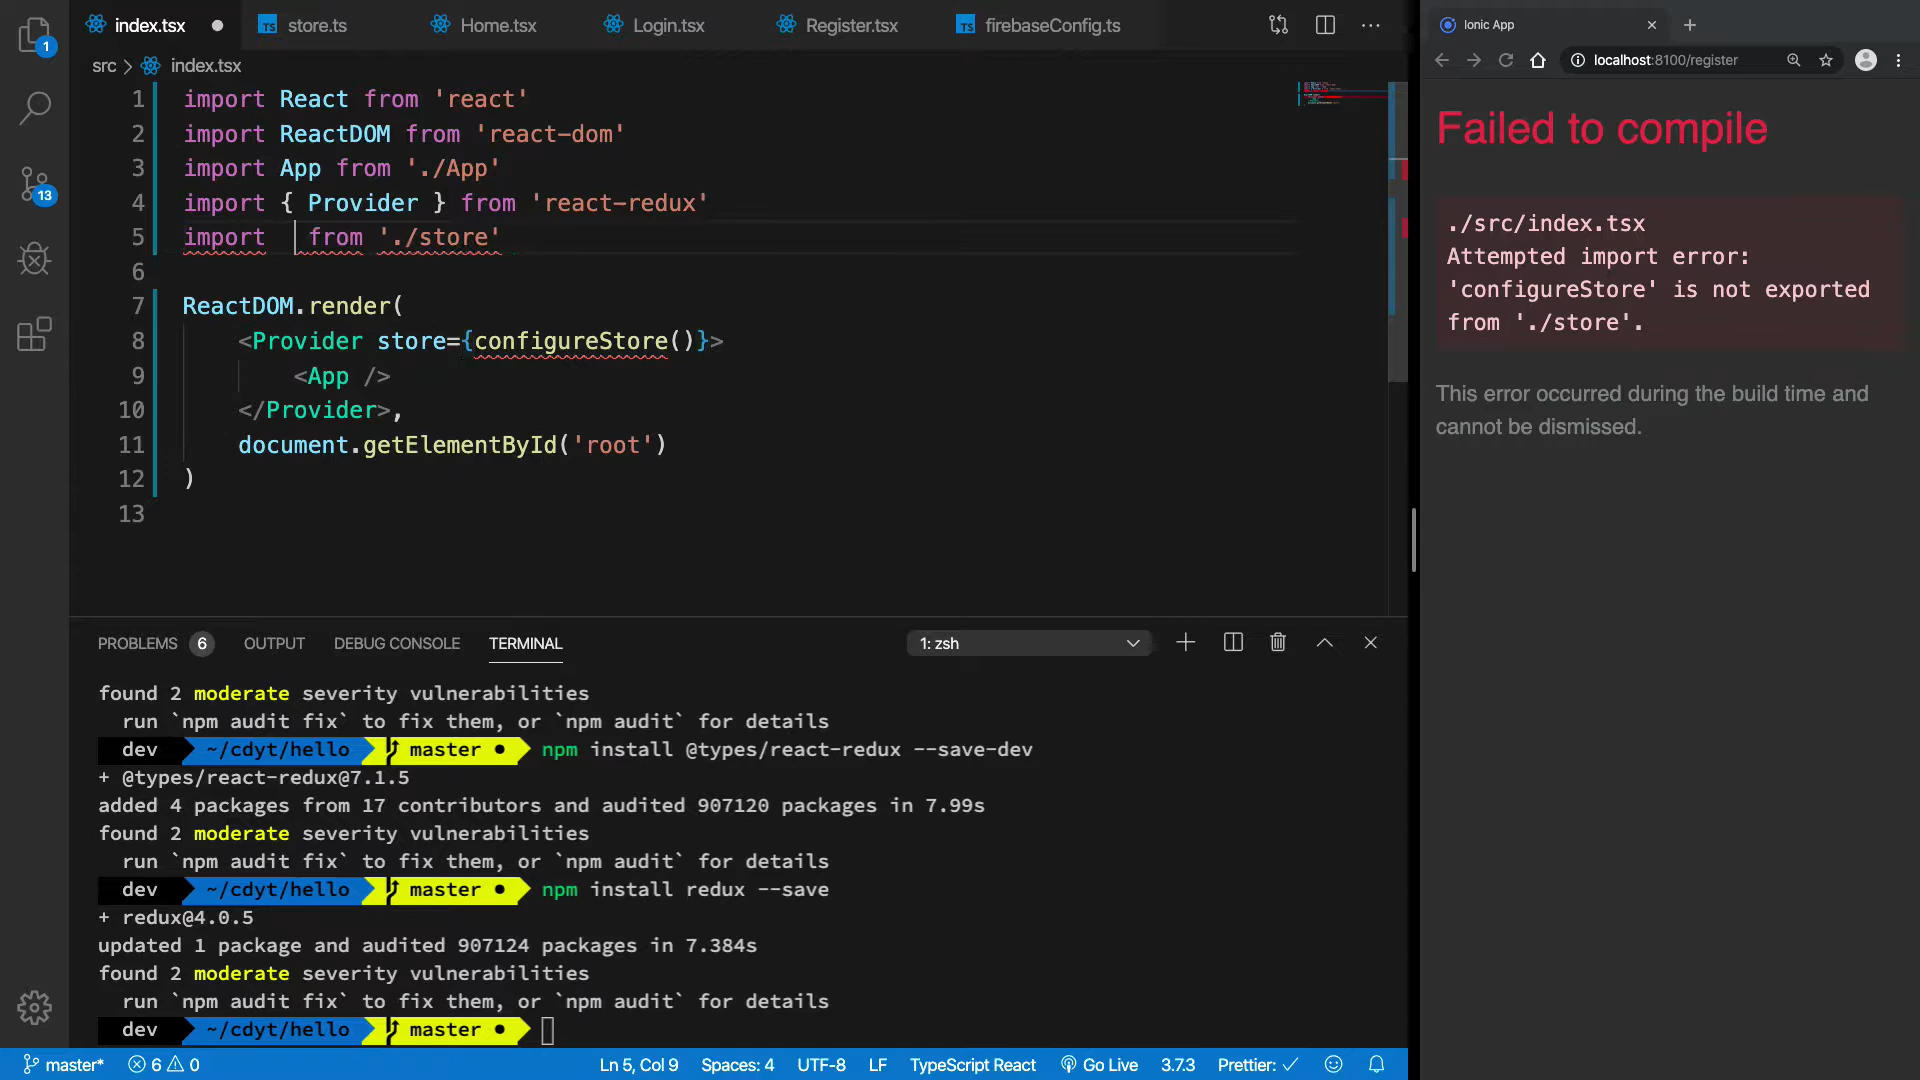 1
13
index.tsx
TS store.ts
Home.tsx
Login.tsx
Register.tsx
TS firebaseConfig.ts
src > index.tsx
1 import React from 'react'
2 import ReactDOM from 'react-dom'
3 import App from './App'
4 import { Provider } from 'react-redux'
5 import from './store'
6
7 ReactDOM.render(
8 <Provider store={configureStore()}>
9 <App />
10 </Provider>,
11 document.getElementById('root')
12 )
13
PROBLEMS 6 OUTPUT DEBUG CONSOLE TERMINAL
1: zsh
found 2 moderate severity vulnerabilities
run `npm audit fix` to fix them, or `npm audit` for details
dev ~/cdyt/hello master ● npm install @types/react-redux --save-dev
+ @types/react-redux@7.1.5
added 4 packages from 17 contributors and audited 907120 packages in 7.99s
found 2 moderate severity vulnerabilities
run `npm audit fix` to fix them, or `npm audit` for details
dev ~/cdyt/hello master ● npm install redux --save
+ redux@4.0.5
updated 1 package and audited 907124 packages in 7.384s
found 2 moderate severity vulnerabilities
run `npm audit fix` to fix them, or `npm audit` for details
dev ~/cdyt/hello master ●
master* 6 0 Ln 5, Col 9 Spaces: 4 UTF-8 LF TypeScript React Go Live 3.7.3 Prettier: ✓
Ionic App
localhost:8100/register
Failed to compile
./src/index.tsx
Attempted import error:
'configureStore' is not exported
from './store'.
This error occurred during the build time and
cannot be dismissed.